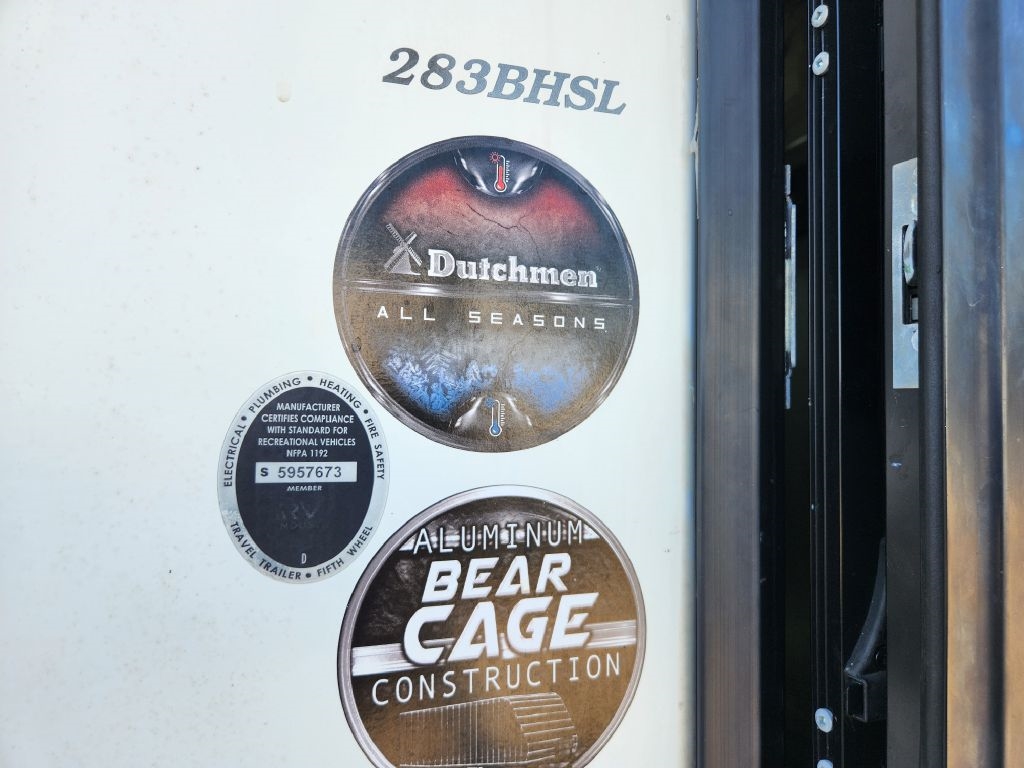 283BHSL
Dutchmen
ALL SEASONS
ELECTRICAL • PLUMBING • HEATING • FIRE SAFETY
MANUFACTURER
CERTIFIES COMPLIANCE
WITH STANDARD FOR
RECREATIONAL VEHICLES
NFPA 1192
S 5957673
MEMBER
D
TRAVEL TRAILER • FIFTH WHEEL
ALUMINUM
BEAR
CAGE
CONSTRUCTION